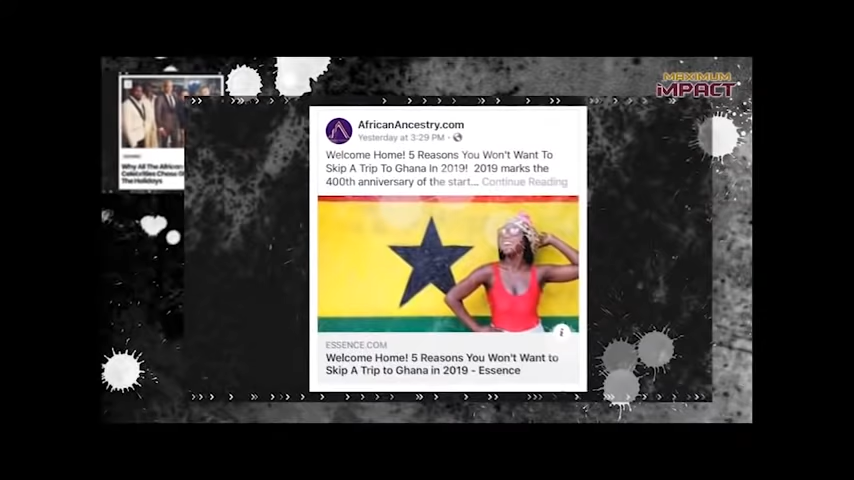 MAXIMUM
iMPACT
Why All The African
Celebrities Chose
The Holidays
AfricanAncestry.com
Yesterday at 3:29 PM ·
Welcome Home! 5 Reasons You Won't Want To
Skip A Trip To Ghana In 2019! 2019 marks the
400th anniversary of the start... Continue Reading
i
ESSENCE.COM
Welcome Home! 5 Reasons You Won't Want to
Skip A Trip to Ghana in 2019 - Essence